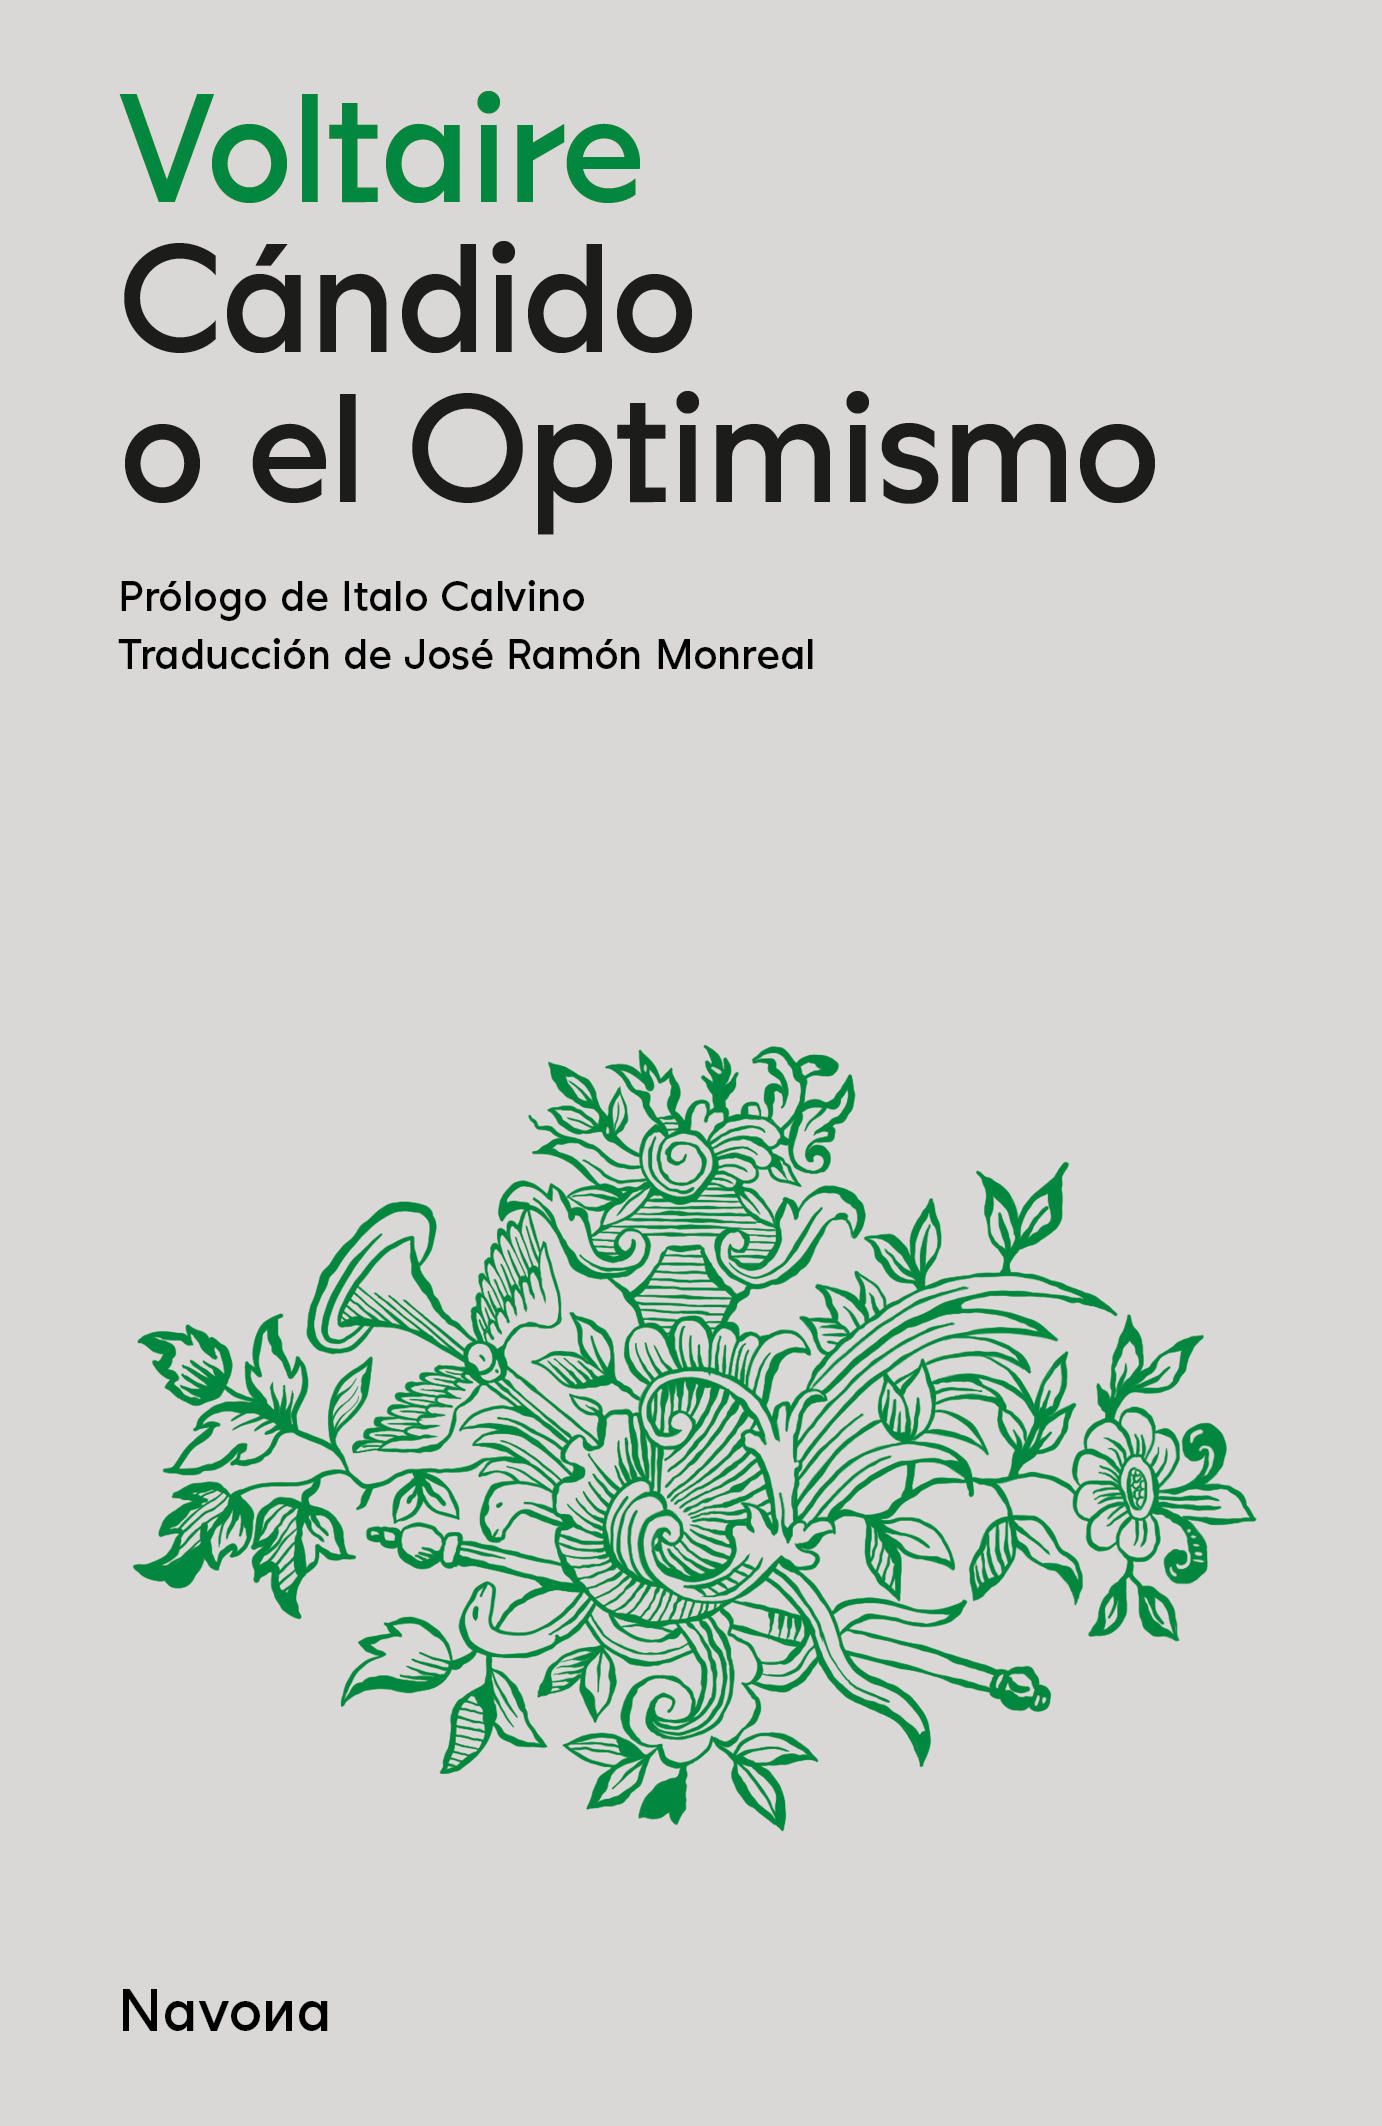 Voltaire
Cándido
o el Optimismo
Prólogo de Italo Calvino
Traducción de José Ramón Monreal
Navona